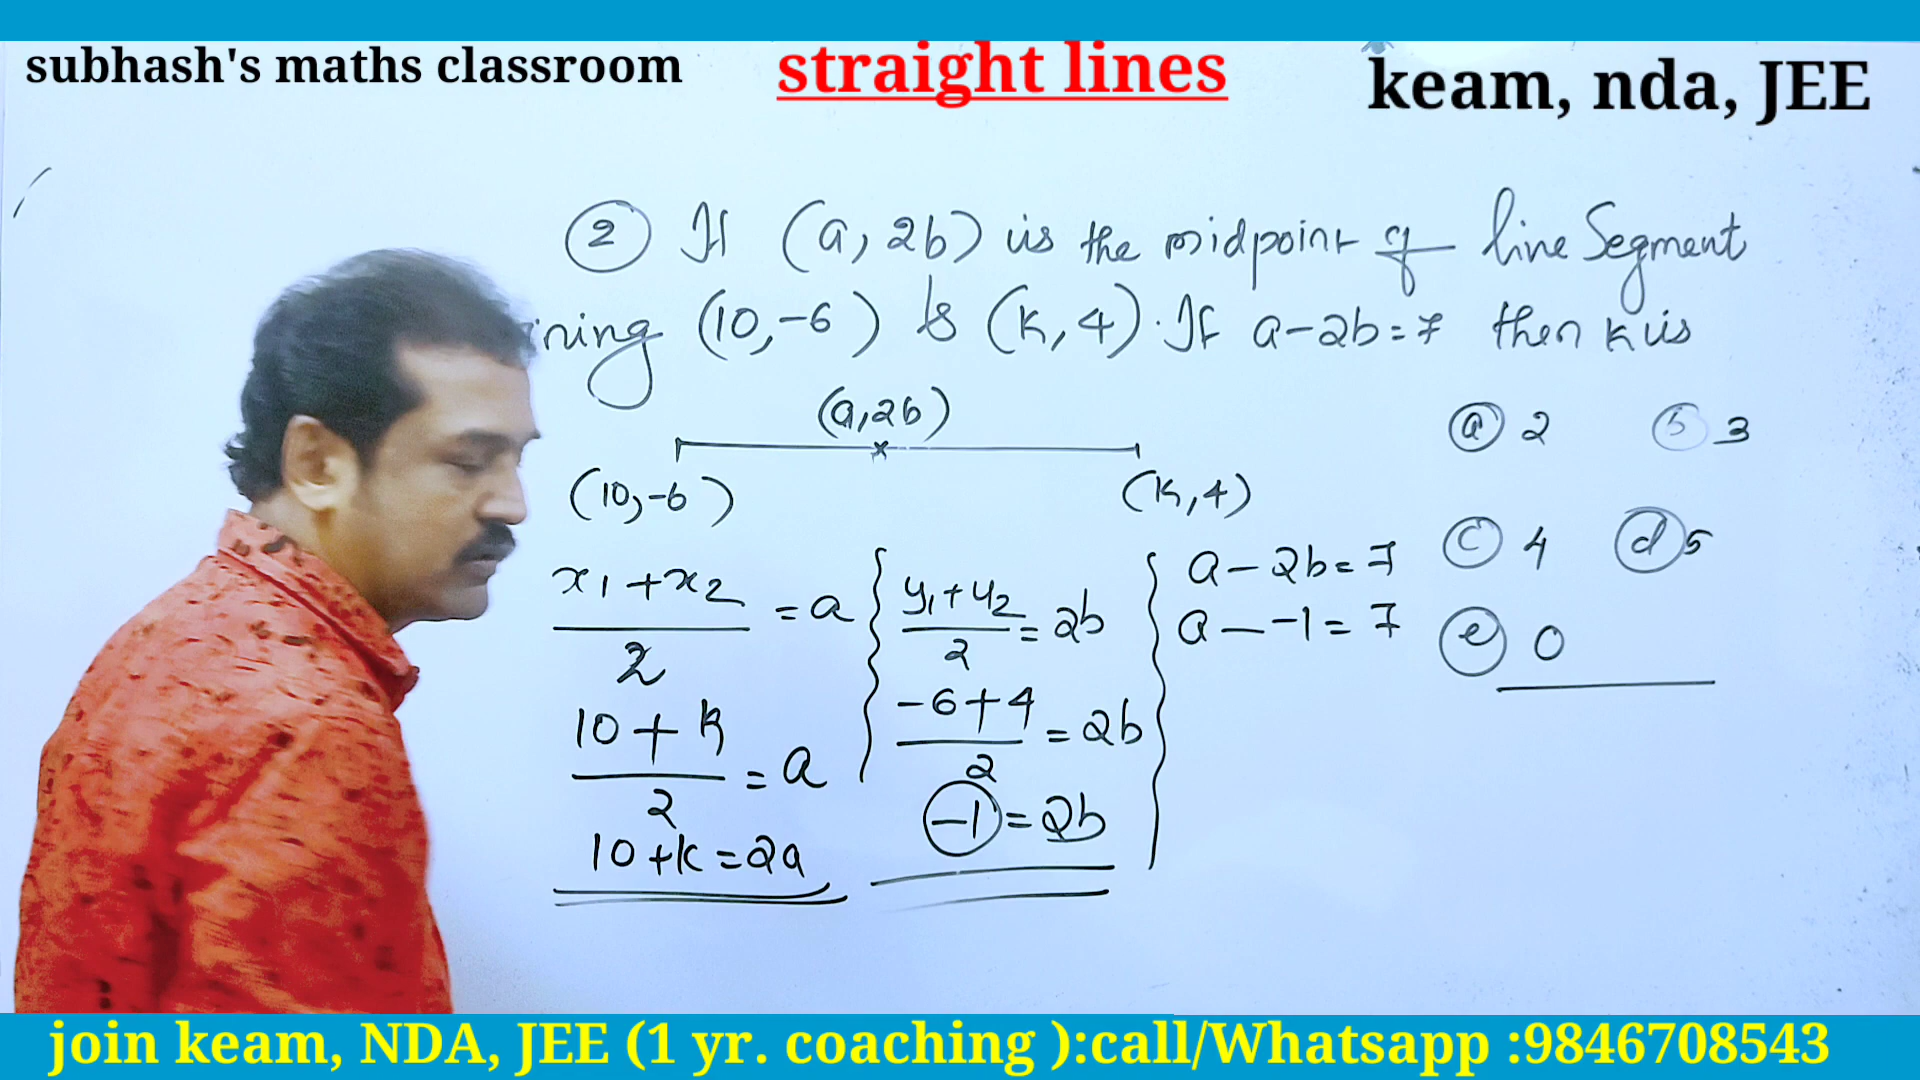 subhash's maths classroom
straight lines
keam, nda, JEE
② If (a, 2b) is the midpoint of line Segment
ining (10, -6) & (k, 4). If a - 2b = 7 then k is
(a, 2b)
(10, -6)
(k, 4)
ⓐ 2 ⓑ 3
ⓒ 4 ⓓ 5
ⓔ 0
x₁ + x₂ / 2 = a
10 + k / 2 = a
10 + k = 2a
y₁ + y₂ / 2 = 2b
-6 + 4 / 2 = 2b
-1 = 2b
a - 2b = 7
a - -1 = 7
join keam, NDA, JEE (1 yr. coaching ):call/Whatsapp :9846708543